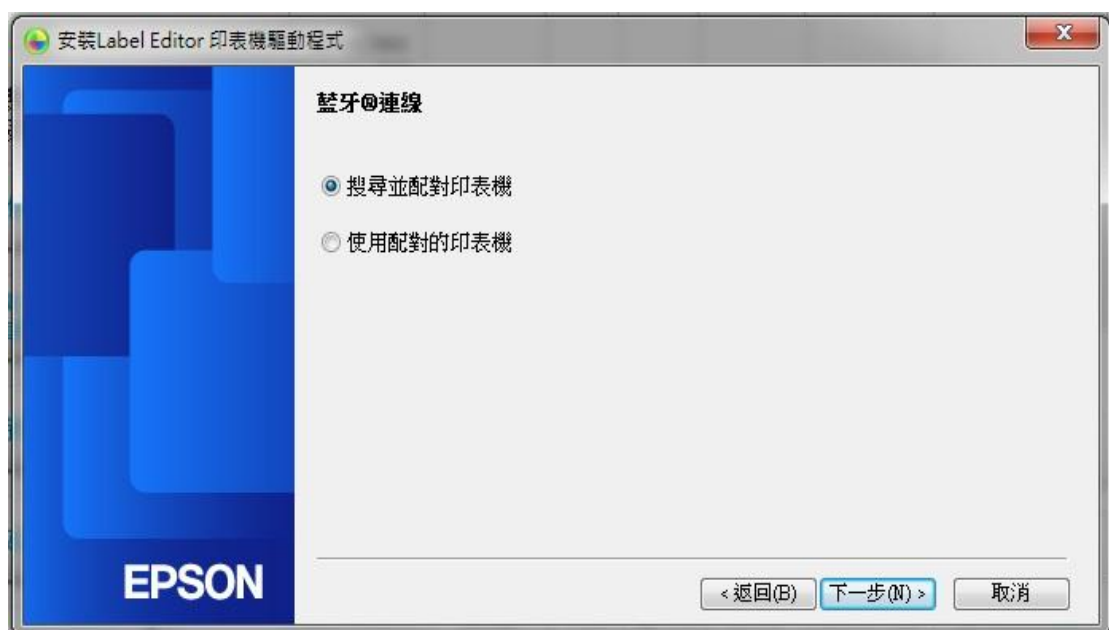 安裝Label Editor 印表機驅動程式
藍牙®連線
搜尋並配對印表機
使用配對的印表機
EPSON
<返回(B)
下一步(N) >
取消